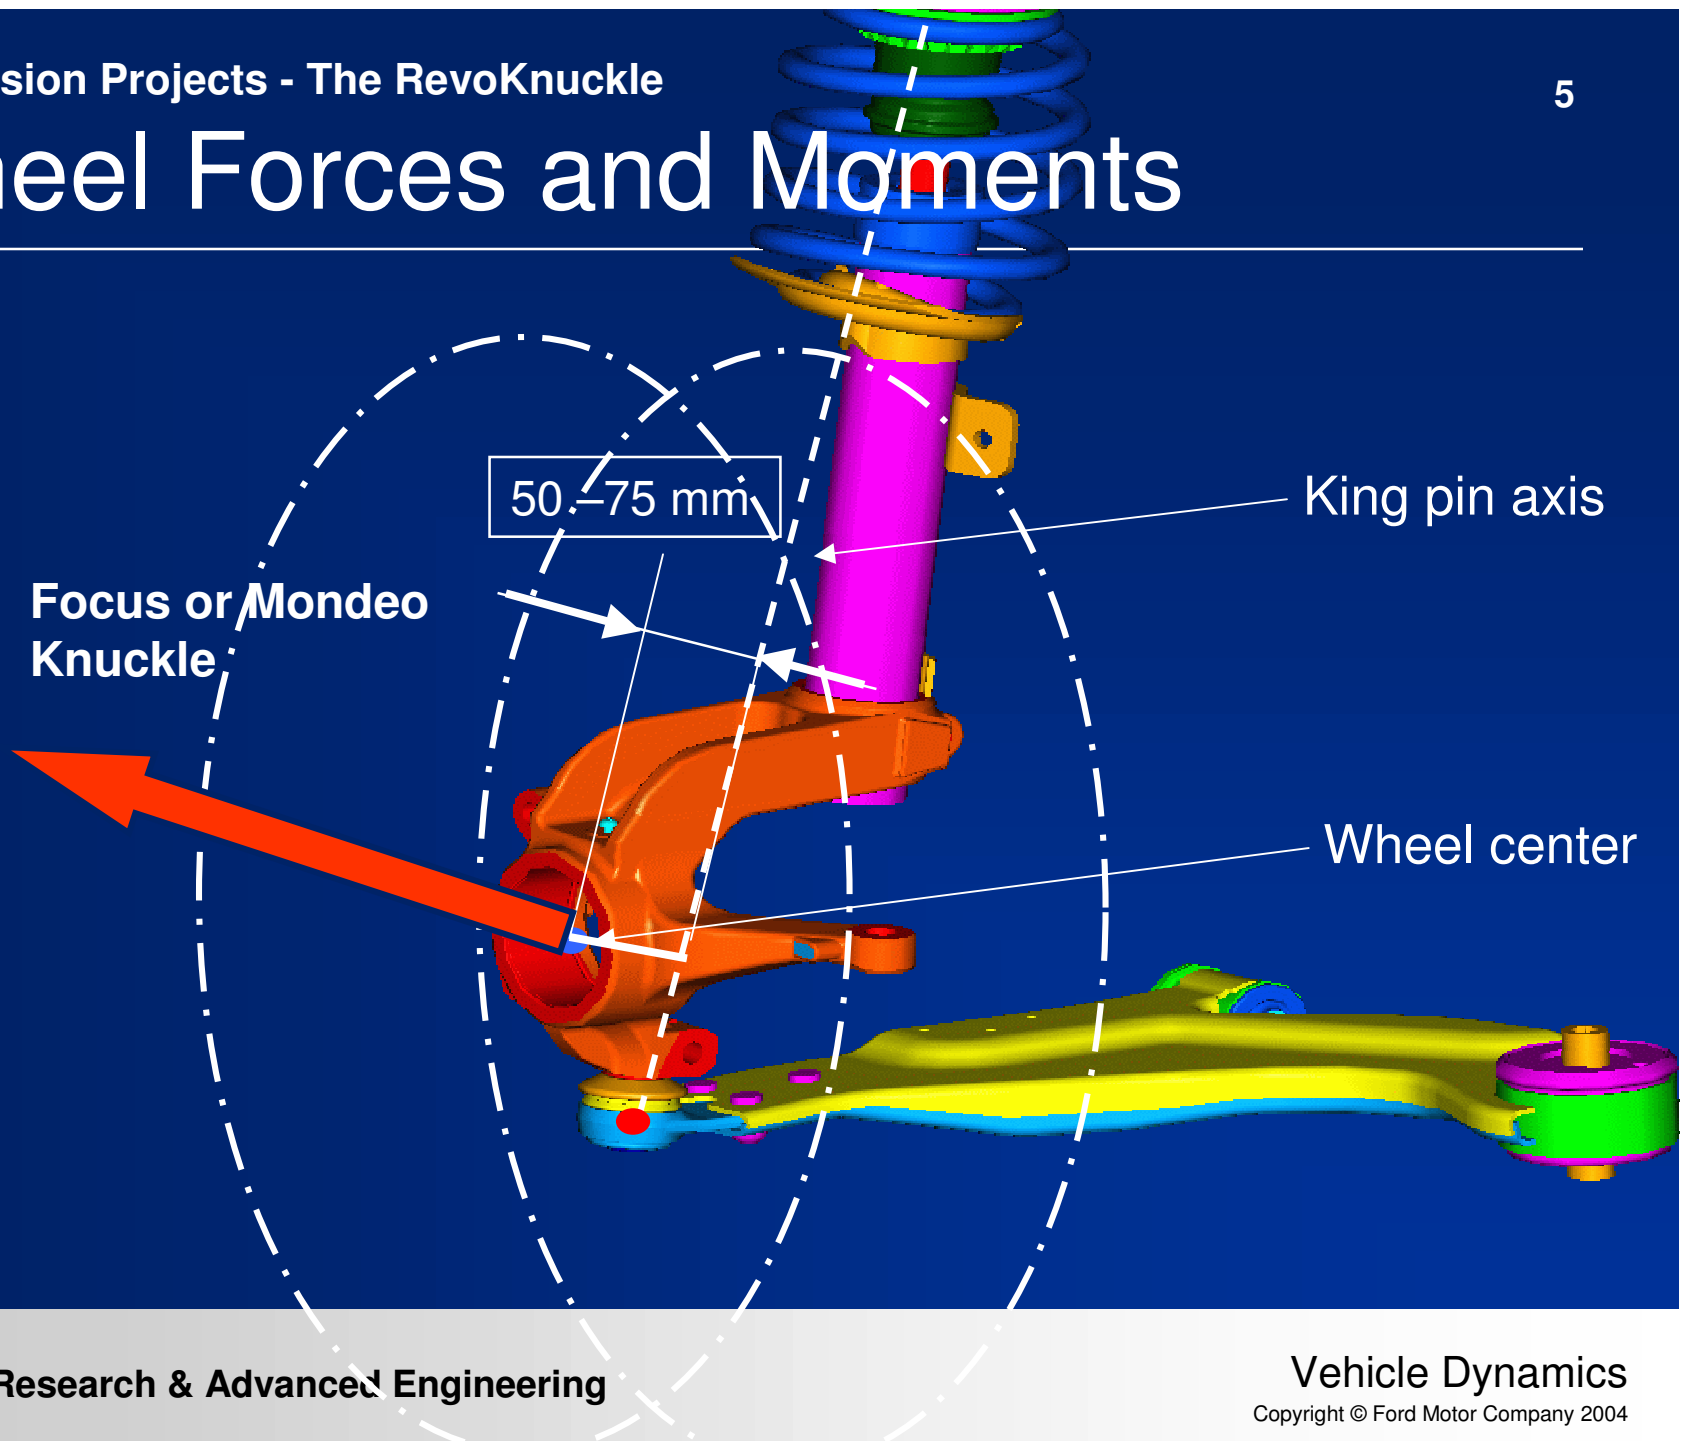 sion Projects - The RevoKnuckle
5
eel Forces and Moments
50 –75 mm
King pin axis
Focus or Mondeo
Knuckle
Wheel center
Research & Advanced Engineering
Vehicle Dynamics
Copyright © Ford Motor Company 2004